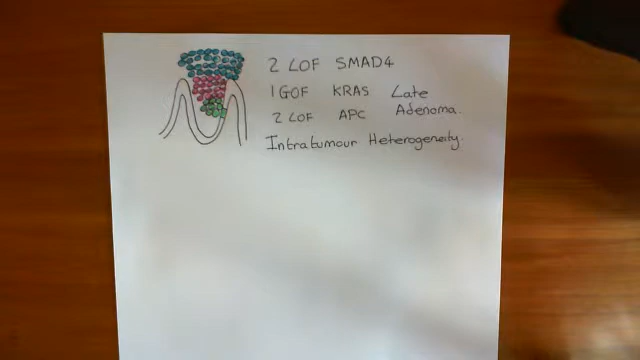 2 LOF SMAD4
1 GOF KRAS Late
2 LOF APC Adenoma.
Intratumour Heterogeneity.